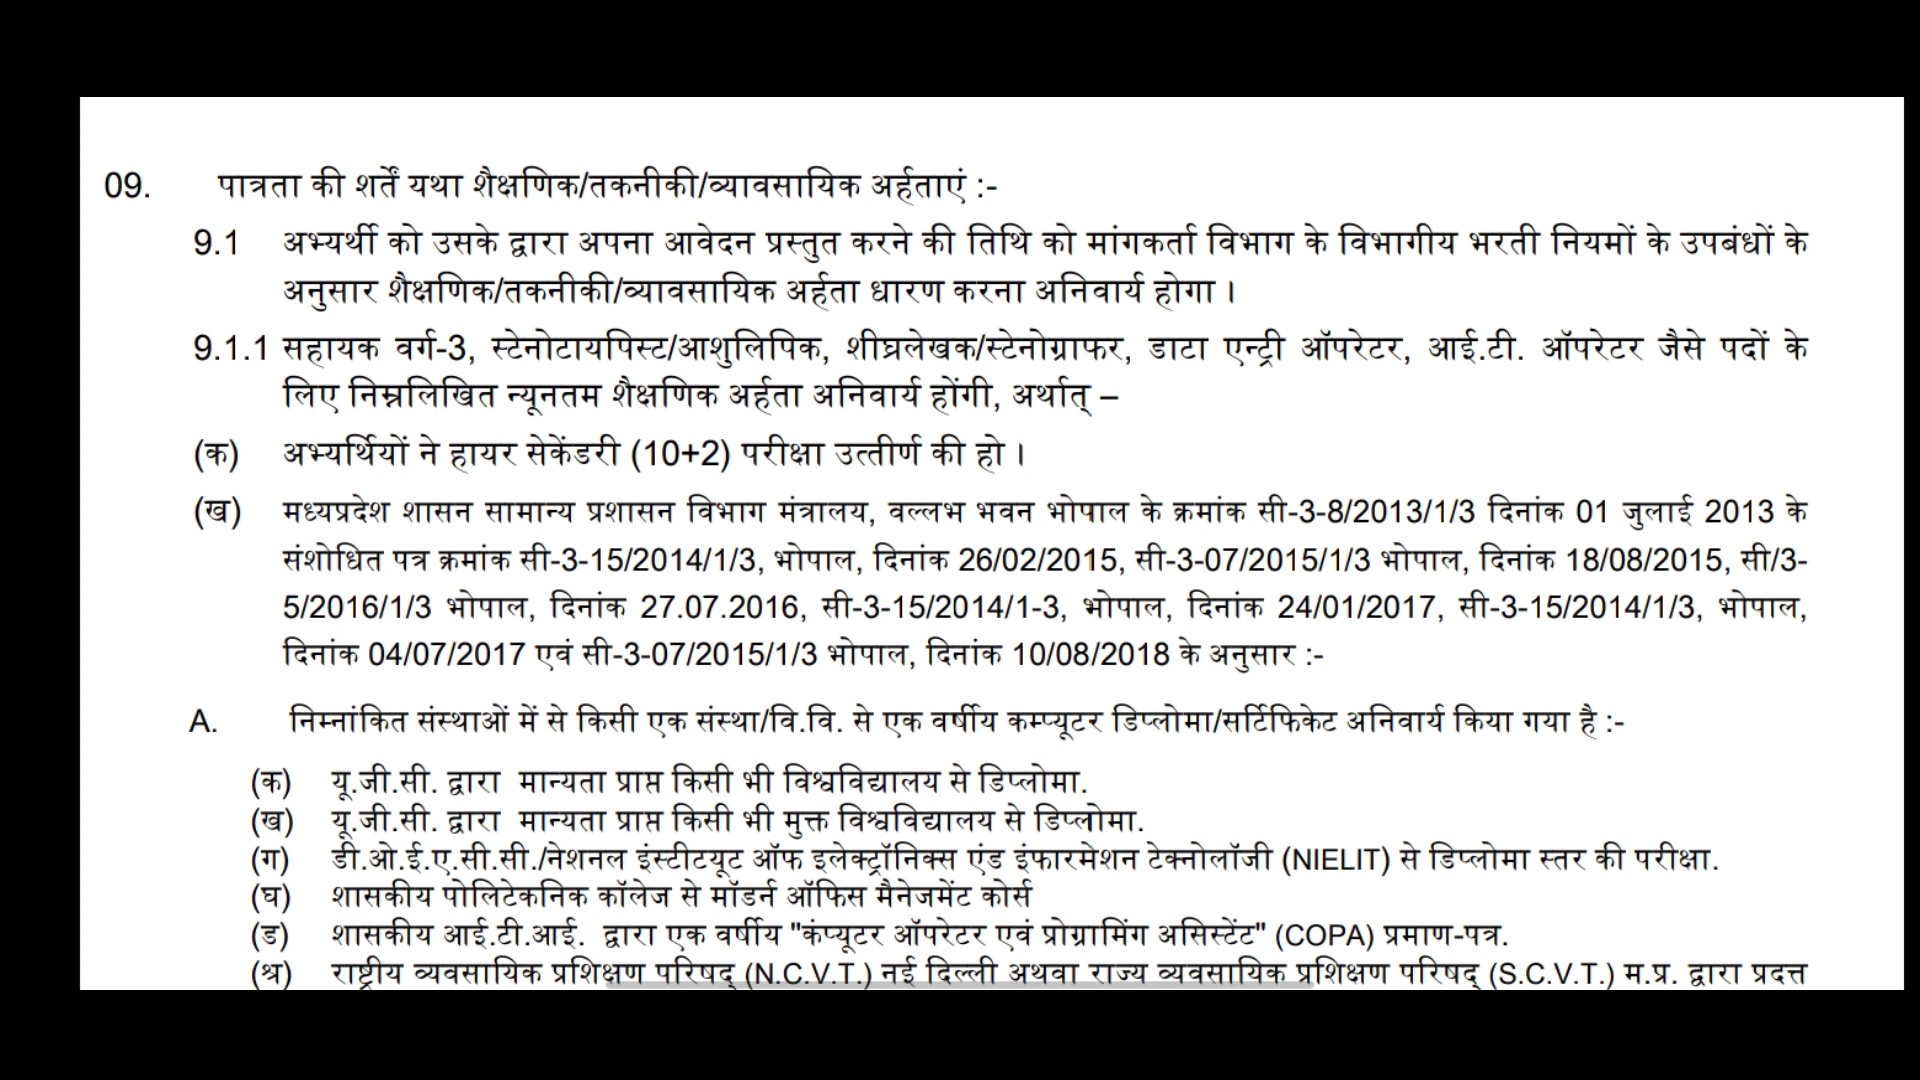 09. पात्रता की शर्तें यथा शैक्षणिक/तकनीकी/व्यावसायिक अर्हताएं :-
9.1 अभ्यर्थी को उसके द्वारा अपना आवेदन प्रस्तुत करने की तिथि को मांगकर्ता विभाग के विभागीय भरती नियमों के उपबंधों के
अनुसार शैक्षणिक/तकनीकी/व्यावसायिक अर्हता धारण करना अनिवार्य होगा।
9.1.1 सहायक वर्ग-3, स्टेनोटायपिस्ट/आशुलिपिक, शीघ्रलेखक/स्टेनोग्राफर, डाटा एन्ट्री ऑपरेटर, आई.टी. ऑपरेटर जैसे पदों के
लिए निम्नलिखित न्यूनतम शैक्षणिक अर्हता अनिवार्य होंगी, अर्थात् –
(क) अभ्यर्थियों ने हायर सेकेंडरी (10+2) परीक्षा उत्तीर्ण की हो।
(ख) मध्यप्रदेश शासन सामान्य प्रशासन विभाग मंत्रालय, वल्लभ भवन भोपाल के क्रमांक सी-3-8/2013/1/3 दिनांक 01 जुलाई 2013 के
संशोधित पत्र क्रमांक सी-3-15/2014/1/3, भोपाल, दिनांक 26/02/2015, सी-3-07/2015/1/3 भोपाल, दिनांक 18/08/2015, सी/3-
5/2016/1/3 भोपाल, दिनांक 27.07.2016, सी-3-15/2014/1-3, भोपाल, दिनांक 24/01/2017, सी-3-15/2014/1/3, भोपाल,
दिनांक 04/07/2017 एवं सी-3-07/2015/1/3 भोपाल, दिनांक 10/08/2018 के अनुसार :-
A. निम्नांकित संस्थाओं में से किसी एक संस्था/वि.वि. से एक वर्षीय कम्प्यूटर डिप्लोमा/सर्टिफिकेट अनिवार्य किया गया है :-
(क) यू.जी.सी. द्वारा मान्यता प्राप्त किसी भी विश्वविद्यालय से डिप्लोमा.
(ख) यू.जी.सी. द्वारा मान्यता प्राप्त किसी भी मुक्त विश्वविद्यालय से डिप्लोमा.
(ग) डी.ओ.ई.ए.सी.सी./नेशनल इंस्टीटयूट ऑफ इलेक्ट्रॉनिक्स एंड इंफारमेशन टेक्नोलॉजी (NIELIT) से डिप्लोमा स्तर की परीक्षा.
(घ) शासकीय पोलिटेकनिक कॉलेज से मॉडर्न ऑफिस मैनेजमेंट कोर्स
(ड) शासकीय आई.टी.आई. द्वारा एक वर्षीय "कंप्यूटर ऑपरेटर एवं प्रोग्रामिंग असिस्टेंट" (COPA) प्रमाण-पत्र.
(श्र) राष्ट्रीय व्यवसायिक प्रशिक्षण परिषद् (N.C.V.T.) नई दिल्ली अथवा राज्य व्यवसायिक प्रशिक्षण परिषद् (S.C.V.T.) म.प्र. द्वारा प्रदत्त